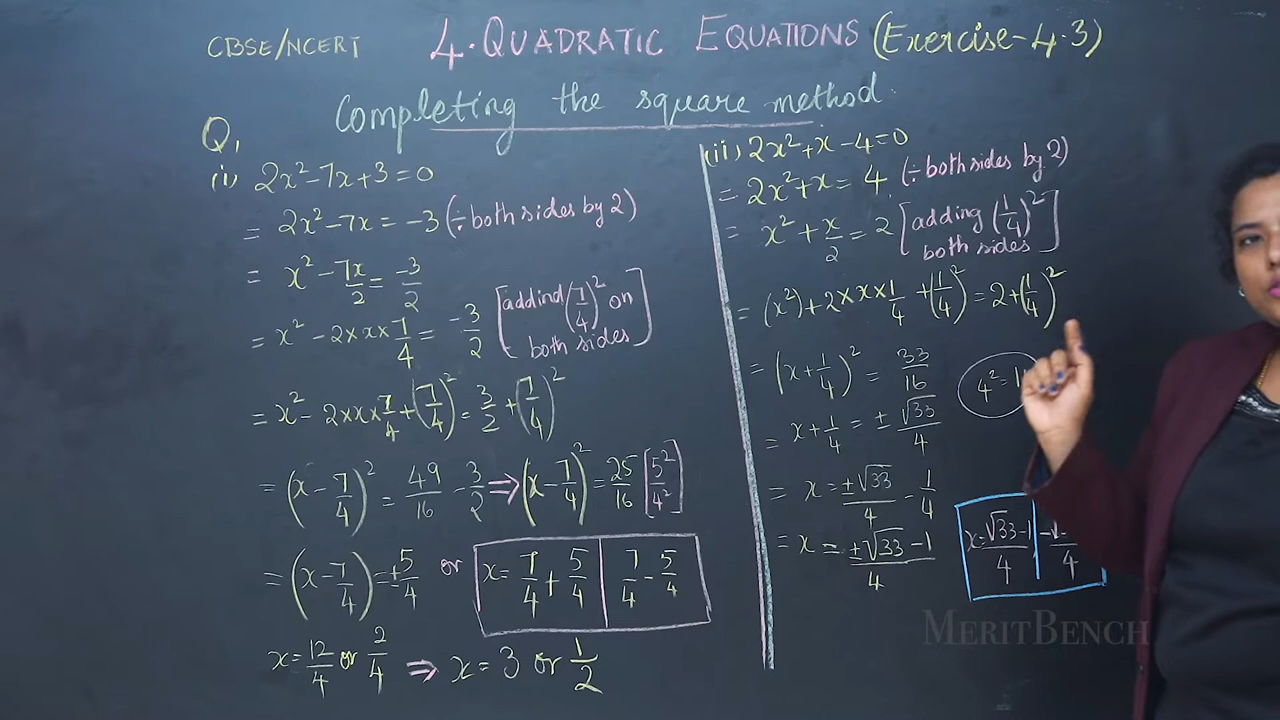 CBSE/NCERT 4. QUADRATIC EQUATIONS (Exercise-4.3)
Completing the square method.
Q1
(i) 2x²-7x+3=0
= 2x²-7x = -3 (÷ both sides by 2)
= x² - 7x/2 = -3/2
= x² - 2×x×7/4 = -3/2 [addind (7/4)² on both sides]
= x² - 2×x×7/4 + (7/4)² = 3/2 + (7/4)²
= (x - 7/4)² = 49/16 - 3/2 ⇒ (x - 7/4)² = 25/16 [5²/4²]
= (x - 7/4) = ± 5/4 or x = 7/4 + 5/4 | 7/4 - 5/4
x = 12/4 or 2/4 ⇒ x = 3 or 1/2
(ii) 2x²+x-4=0
= 2x²+x = 4 (÷ both sides by 2)
= x² + x/2 = 2 [adding (1/4)² both sides]
= (x²) + 2×x×1/4 + (1/4)² = 2 + (1/4)²
= (x + 1/4)² = 33/16
4² = 1
= x + 1/4 = ± √33/4
= x = ±√33/4 - 1/4
= x = ±√33 - 1/4
x = √33 - 1/4
MERITBENCH